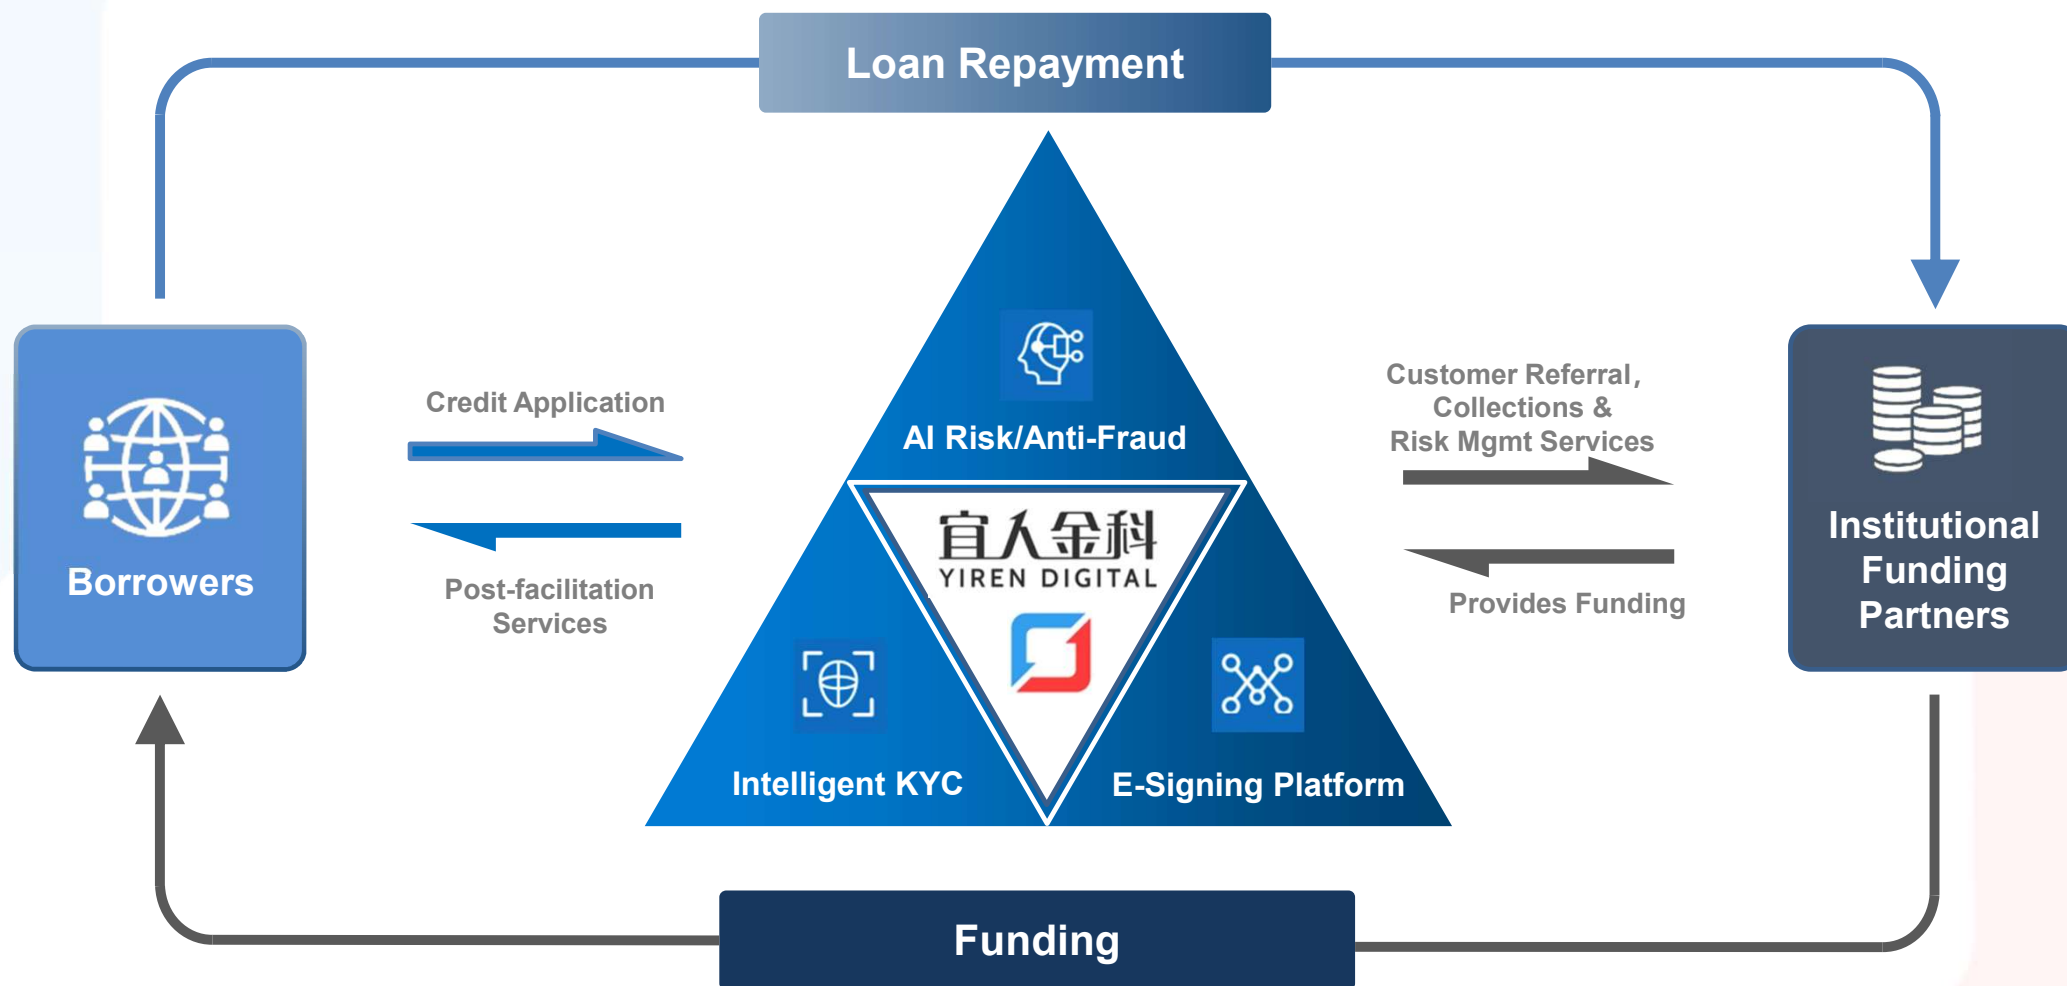 Loan Repayment
Borrowers
Credit Application
Post-facilitation
Services
AI Risk/Anti-Fraud
宜人金科
YIREN DIGITAL
Intelligent KYC
E-Signing Platform
Customer Referral,
Collections &
Risk Mgmt Services
Provides Funding
Institutional
Funding
Partners
Funding